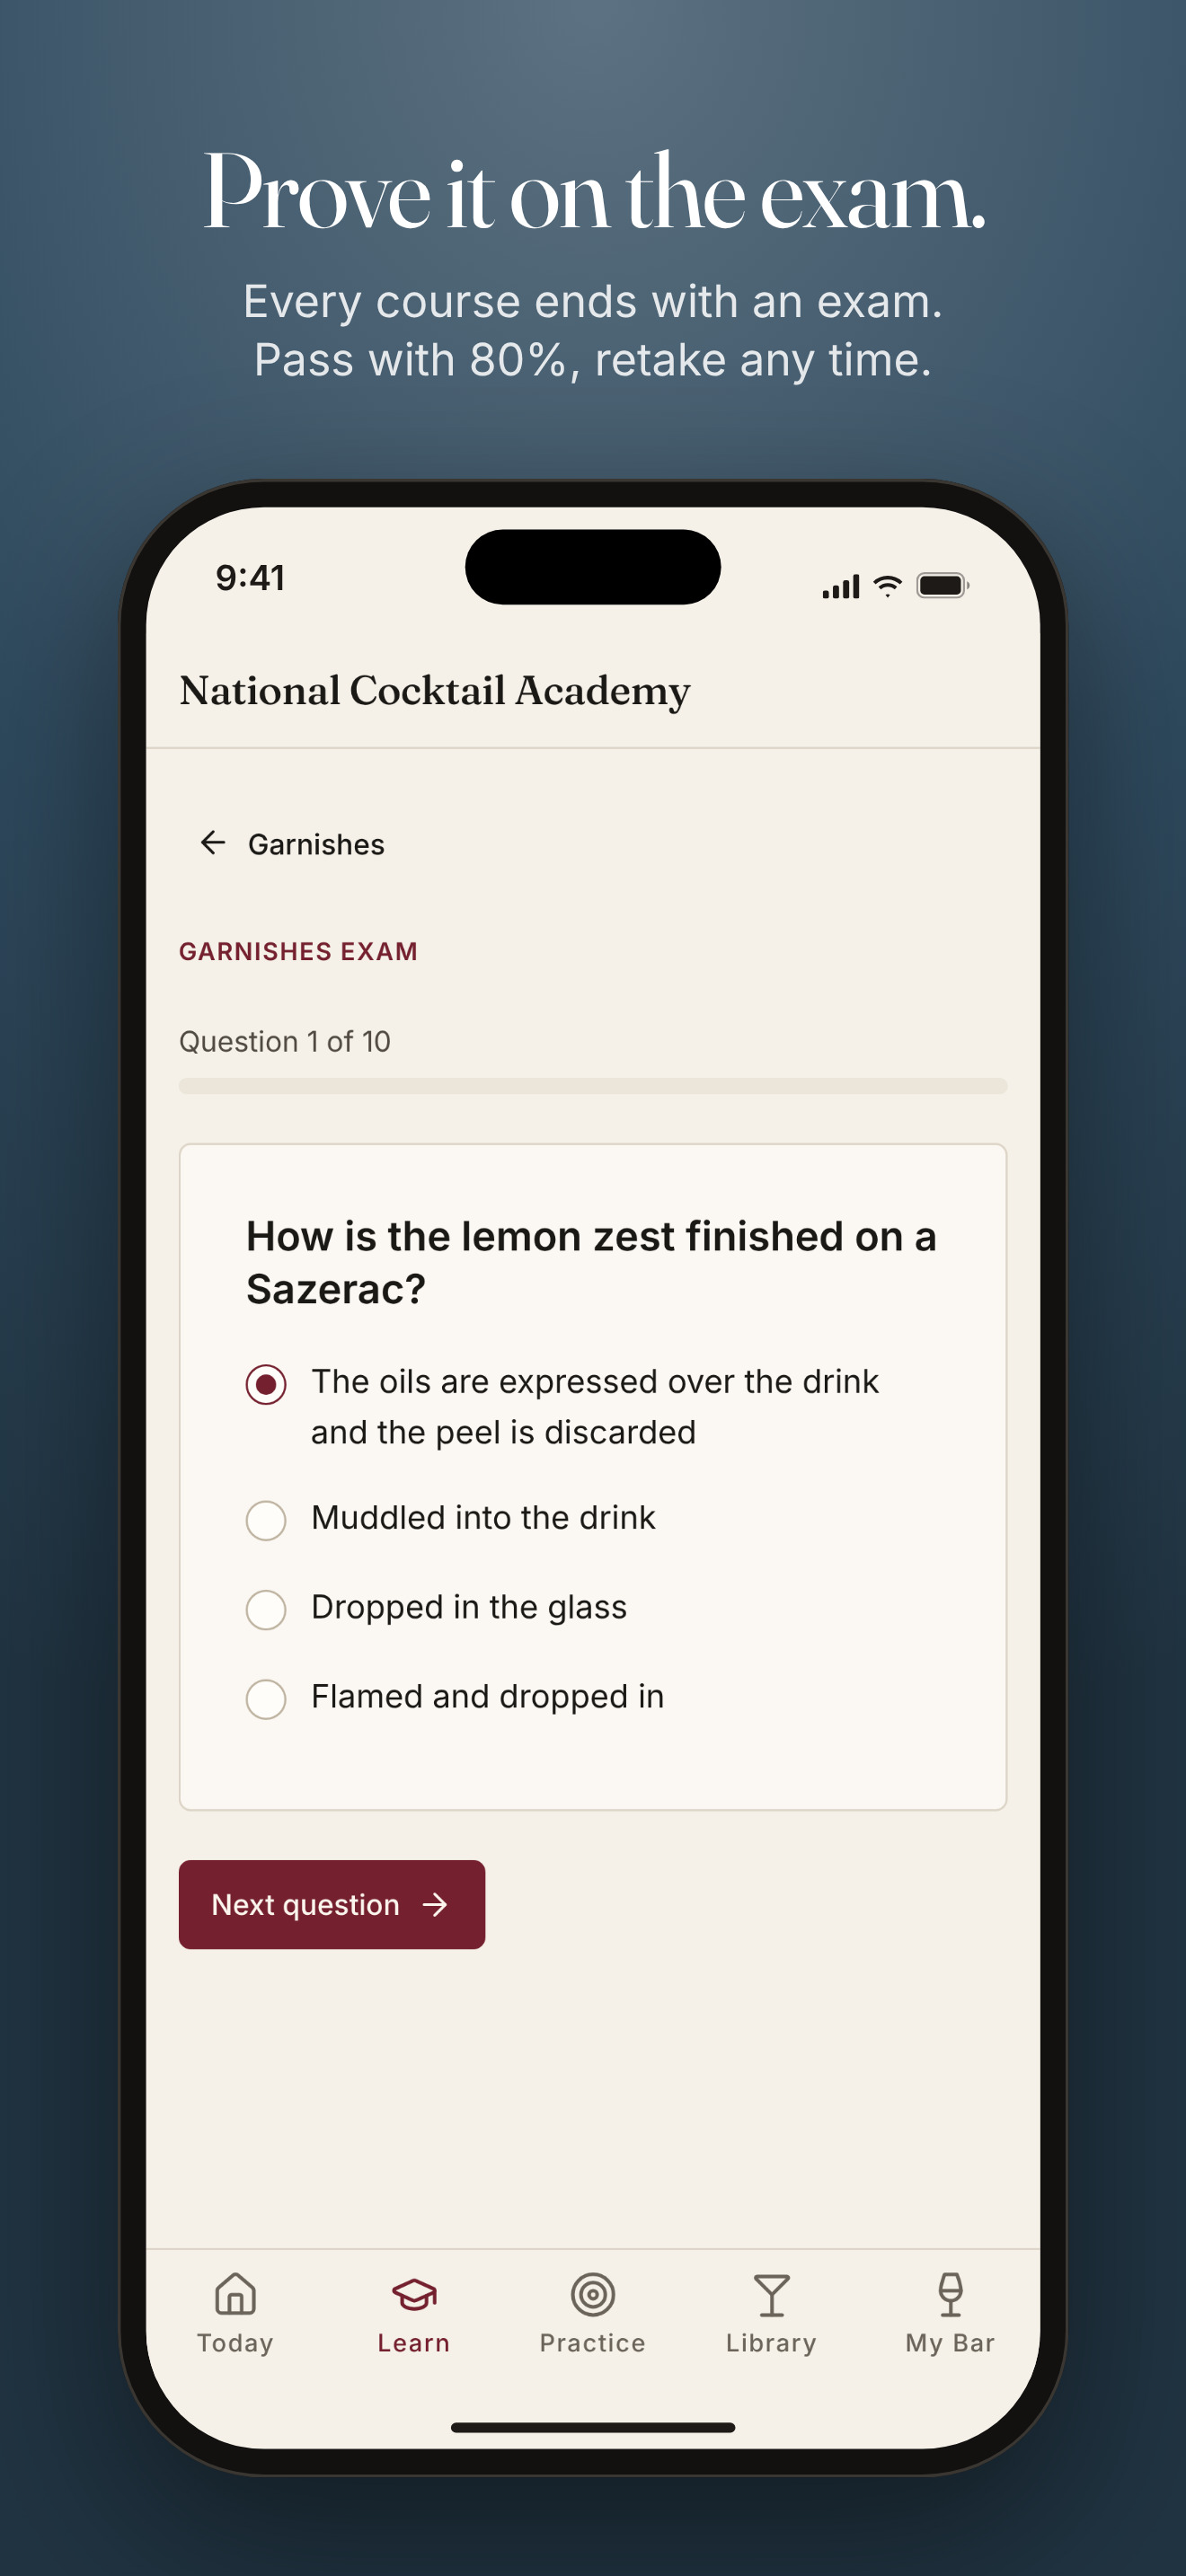 Prove it on the exam.
Every course ends with an exam.
Pass with 80%, retake any time.
9:41
National Cocktail Academy
Garnishes
GARNISHES EXAM
Question 1 of 10
How is the lemon zest finished on a
Sazerac?
The oils are expressed over the drink
and the peel is discarded
Muddled into the drink
Dropped in the glass
Flamed and dropped in
Next question
Today
Learn
Practice
Library
My Bar